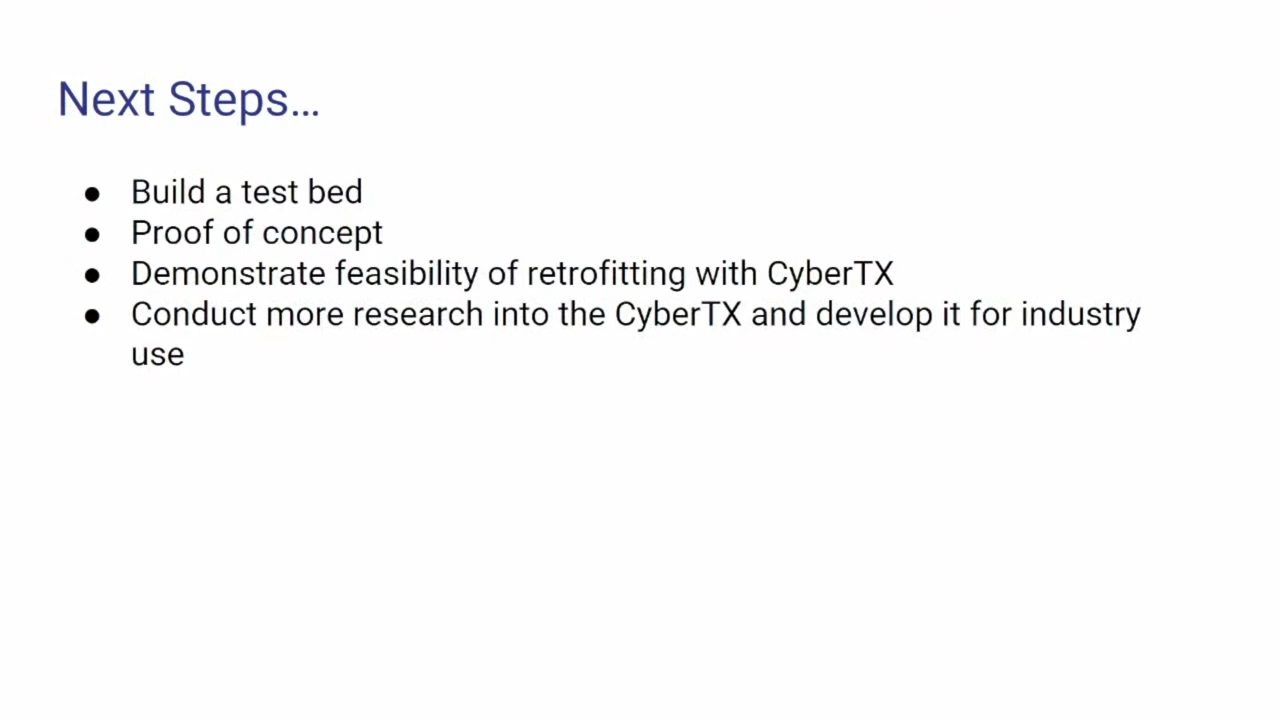 Next Steps...
● Build a test bed
● Proof of concept
● Demonstrate feasibility of retrofitting with CyberTX
● Conduct more research into the CyberTX and develop it for industry
use